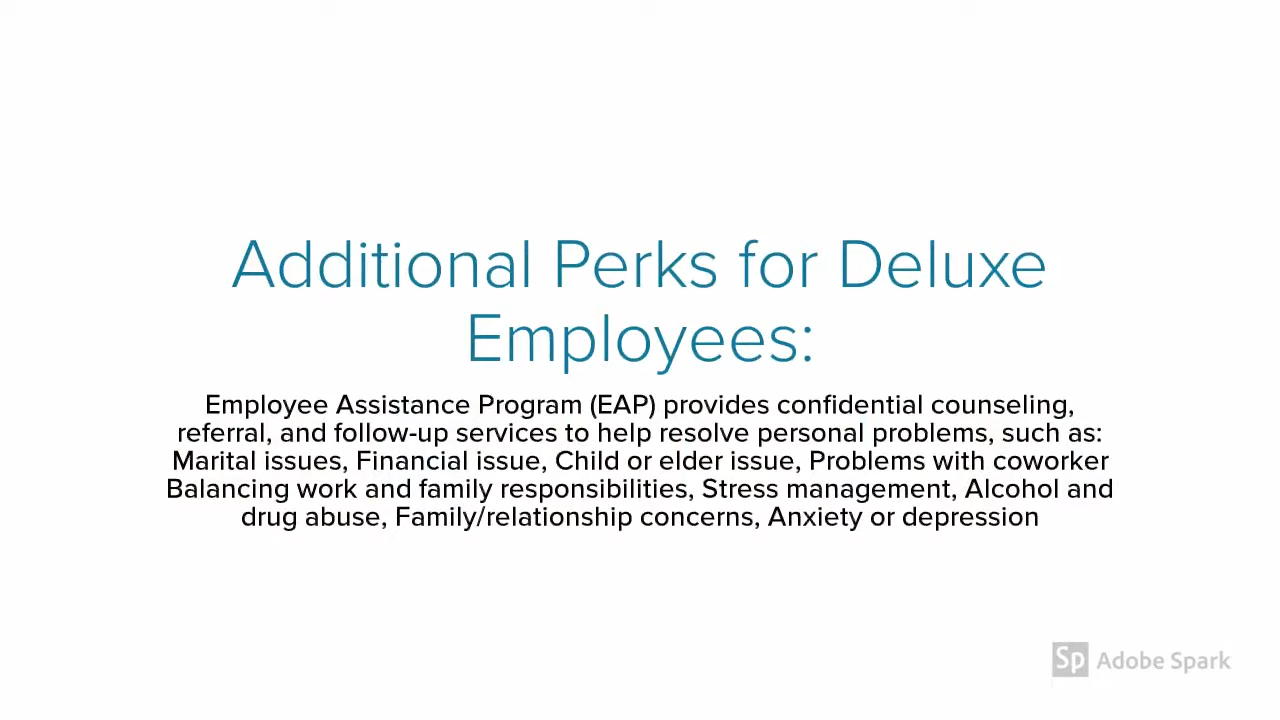 Additional Perks for Deluxe
Employees:
Employee Assistance Program (EAP) provides confidential counseling,
referral, and follow-up services to help resolve personal problems, such as:
Marital issues, Financial issue, Child or elder issue, Problems with coworker
Balancing work and family responsibilities, Stress management, Alcohol and
drug abuse, Family/relationship concerns, Anxiety or depression
Sp Adobe Spark